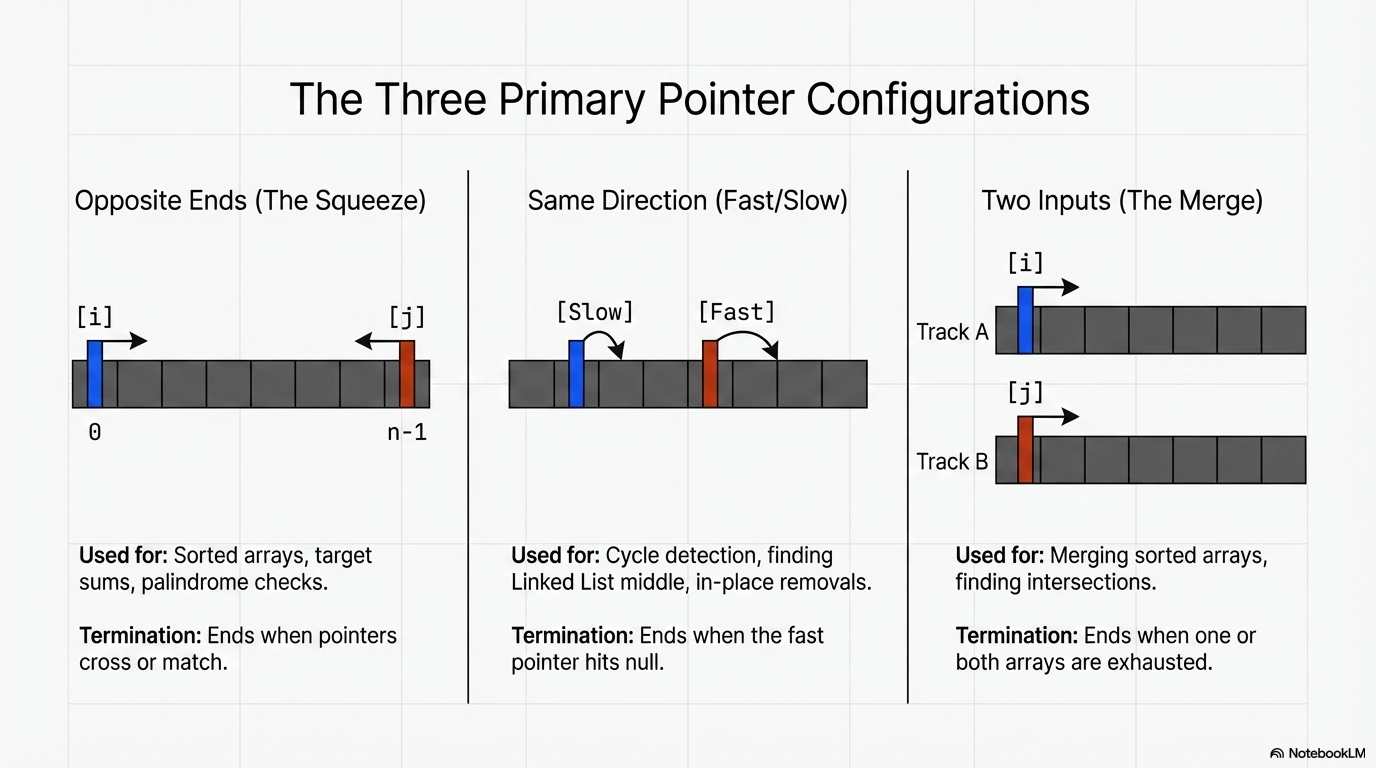 The Three Primary Pointer Configurations
Opposite Ends (The Squeeze)
[i]
[j]
0
n-1
Used for: Sorted arrays, target
sums, palindrome checks.
Termination: Ends when pointers
cross or match.
Same Direction (Fast/Slow)
[Slow]
[Fast]
Used for: Cycle detection, finding
Linked List middle, in-place removals.
Termination: Ends when the fast
pointer hits null.
Two Inputs (The Merge)
[i]
Track A
[j]
Track B
Used for: Merging sorted arrays,
finding intersections.
Termination: Ends when one or
both arrays are exhausted.
NotebookLM